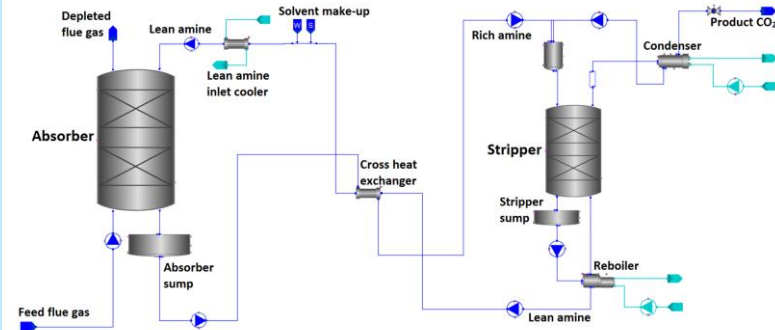 Depleted
flue gas
Lean amine
Solvent make-up
W S
Rich amine
Product CO₂
Condenser
Lean amine
inlet cooler
Absorber
Stripper
Cross heat
exchanger
Stripper
sump
Absorber
sump
Reboiler
Feed flue gas
Lean amine